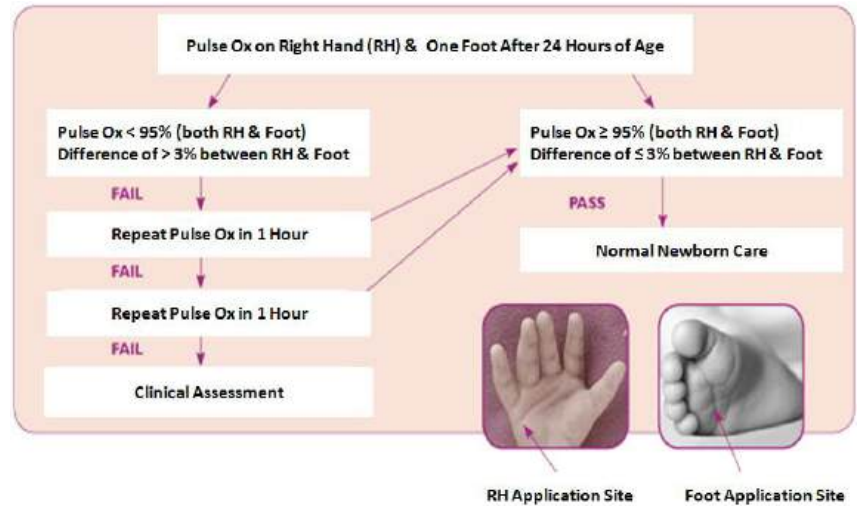 Pulse Ox on Right Hand (RH) & One Foot After 24 Hours of Age
Pulse Ox < 95% (both RH & Foot)
Difference of > 3% between RH & Foot
FAIL
Repeat Pulse Ox in 1 Hour
FAIL
Repeat Pulse Ox in 1 Hour
FAIL
Clinical Assessment
Pulse Ox ≥ 95% (both RH & Foot)
Difference of ≤ 3% between RH & Foot
PASS
Normal Newborn Care
RH Application Site
Foot Application Site